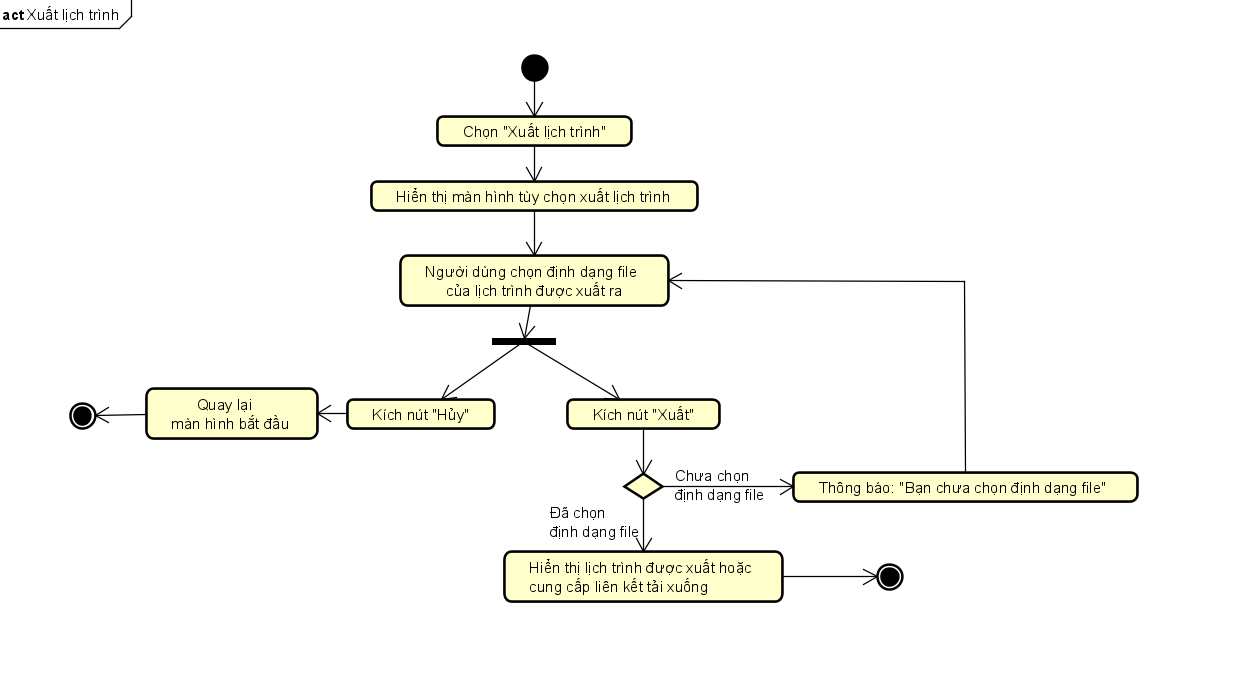 act Xuất lịch trình
Chọn "Xuất lịch trình"
Hiển thị màn hình tùy chọn xuất lịch trình
Người dùng chọn định dạng file
của lịch trình được xuất ra
Quay lại
màn hình bắt đầu
Kích nút "Hủy"
Kích nút "Xuất"
Chưa chọn
định dạng file
Thông báo: "Bạn chưa chọn định dạng file"
Đã chọn
định dạng file
Hiển thị lịch trình được xuất hoặc
cung cấp liên kết tải xuống